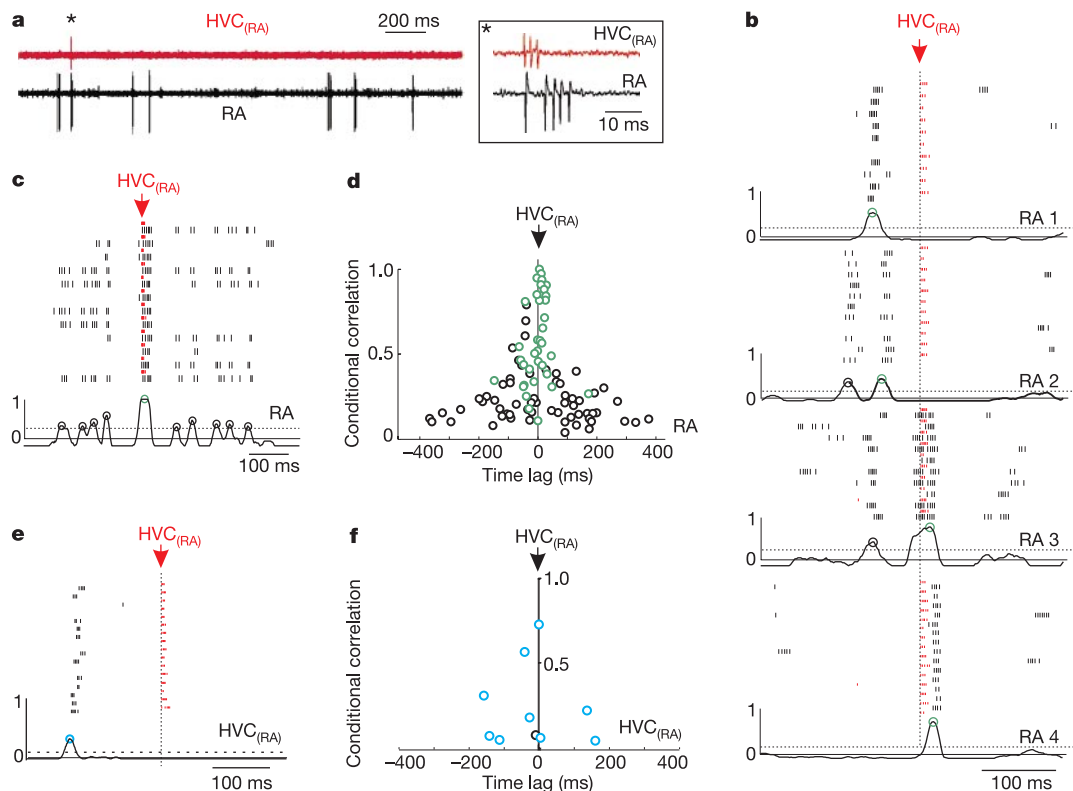 a
*
HVC(RA)
200 ms
RA
*
HVC(RA)
RA
10 ms
b
HVC(RA)
1
0
RA 1
1
0
RA 2
1
0
RA 3
1
0
RA 4
100 ms
c
HVC(RA)
1
0
RA
100 ms
d
HVC(RA)
Conditional correlation
1.0
0.5
0
RA
−400 −200 0 200 400
Time lag (ms)
e
HVC(RA)
1
0
HVC(RA)
100 ms
f
HVC(RA)
Conditional correlation
1.0
0.5
0
HVC(RA)
−400 −200 0 200 400
Time lag (ms)